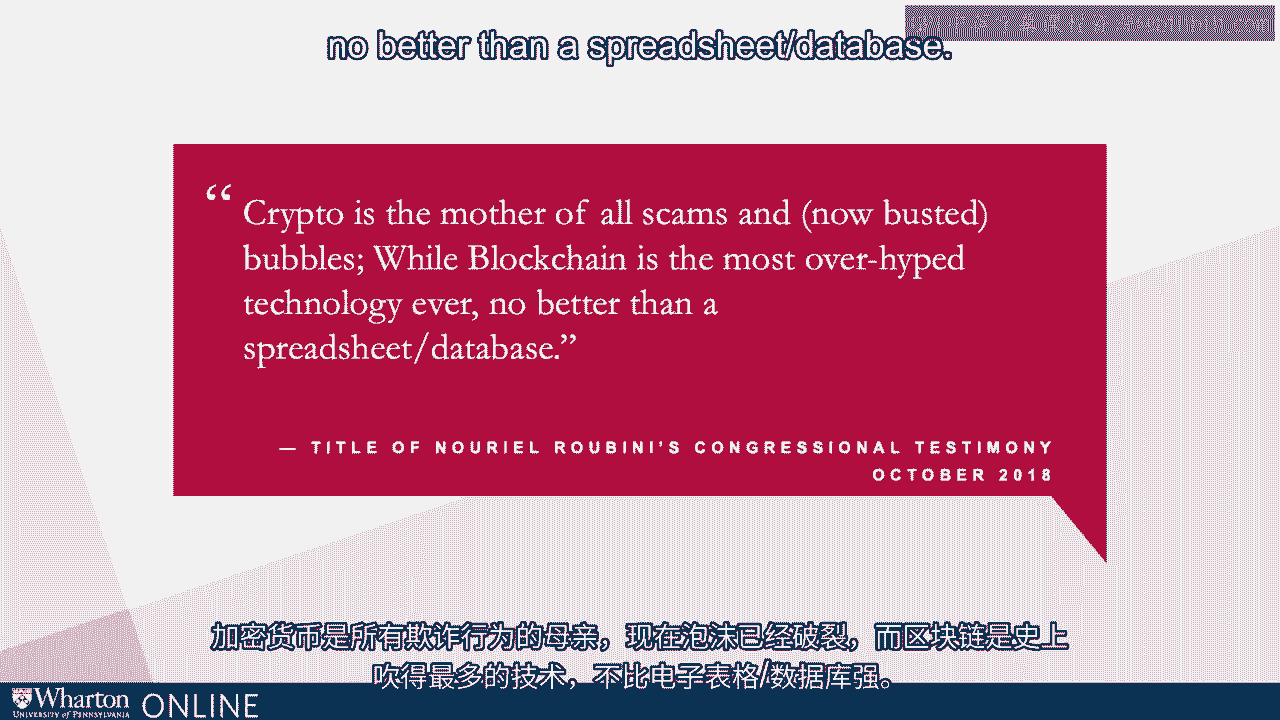 no better than a spreadsheet/database.
“ Crypto is the mother of all scams and (now busted)
bubbles; While Blockchain is the most over-hyped
technology ever, no better than a
spreadsheet/database.”
— TITLE OF NOURIEL ROUBINI’S CONGRESSIONAL TESTIMONY
OCTOBER 2018
加密货币是所有欺诈行为的母亲，现在泡沫已经破裂，而区块链是史上
吹得最多的技术，不比电子表格/数据库强。
Wharton ONLINE
UNIVERSITY of PENNSYLVANIA